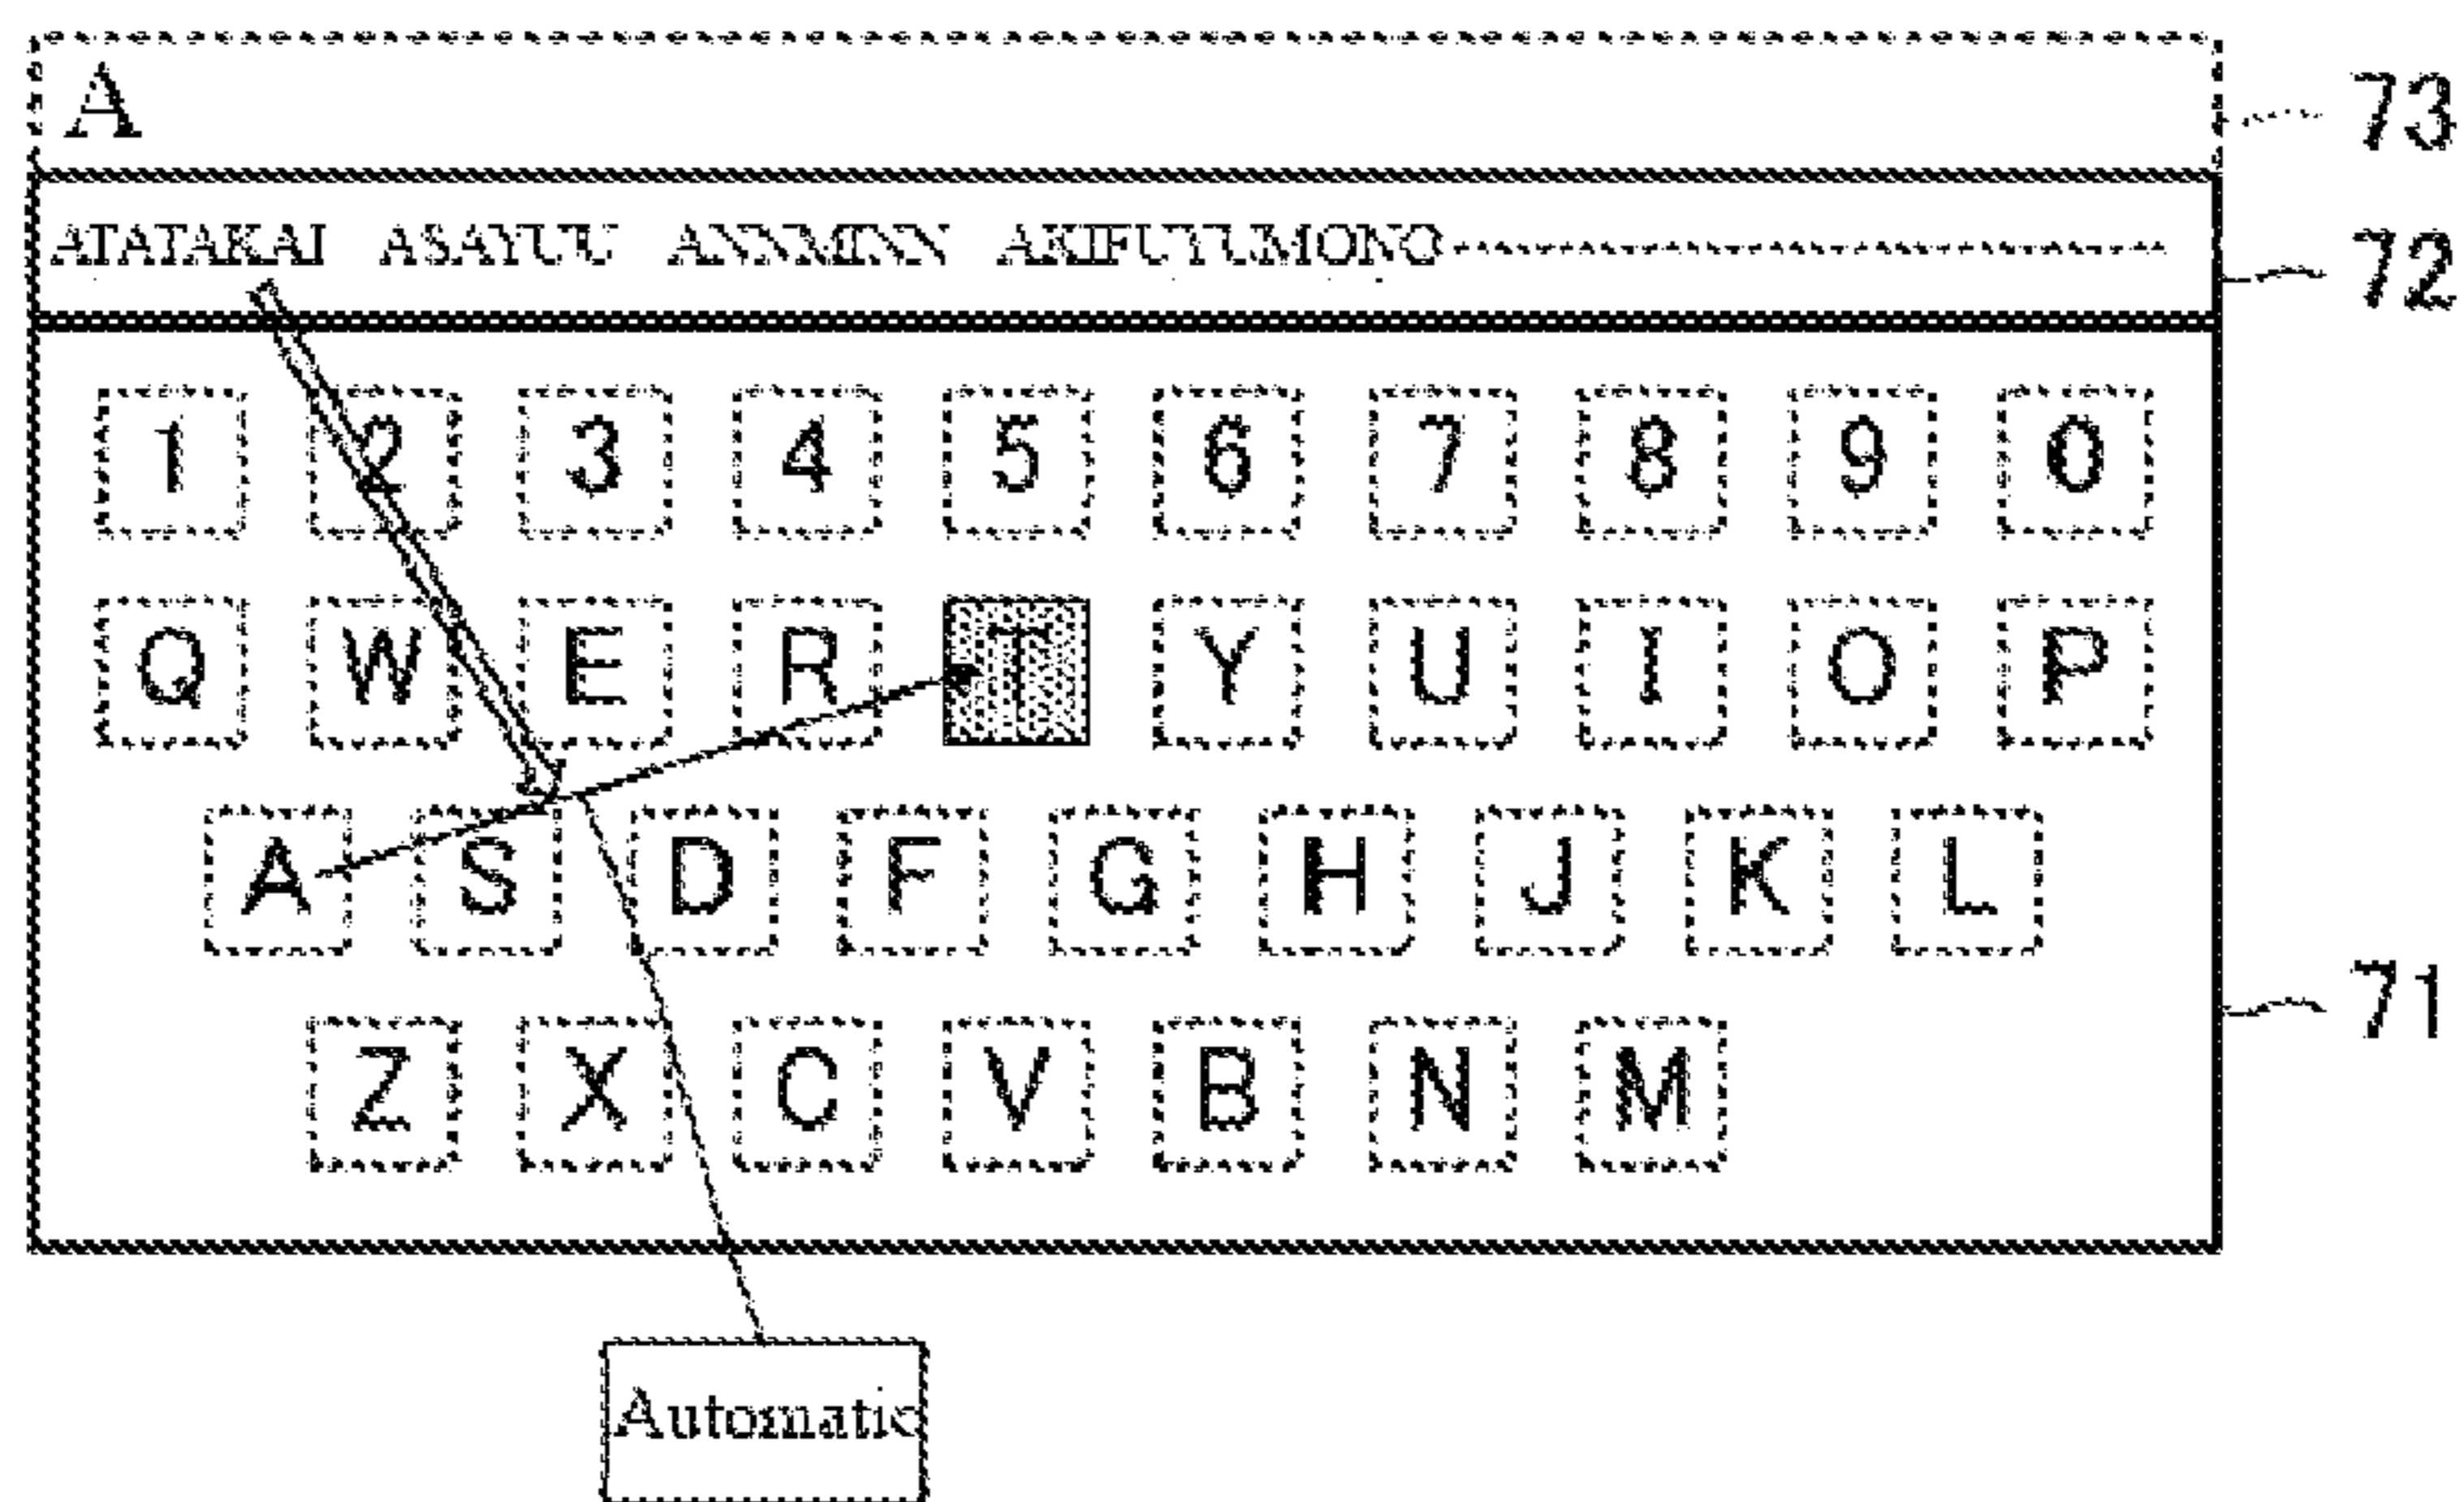 A 73
ATATAKAI ASAYUU ANNMINN AKIFUYUMONO 72
1 2 3 4 5 6 7 8 9 0
Q W E R T Y U I O P
A S D F G H J K L
71
Z X C V B N M
Automatic